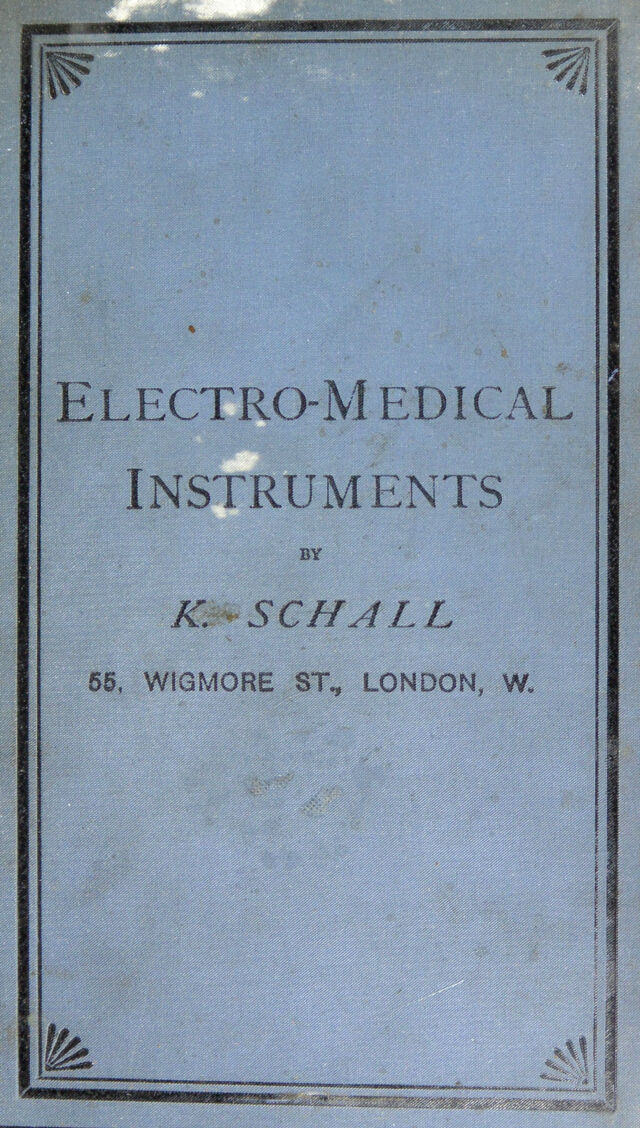 ELECTRO-MEDICAL
INSTRUMENTS
BY
K. SCHALL
55, WIGMORE ST., LONDON, W.